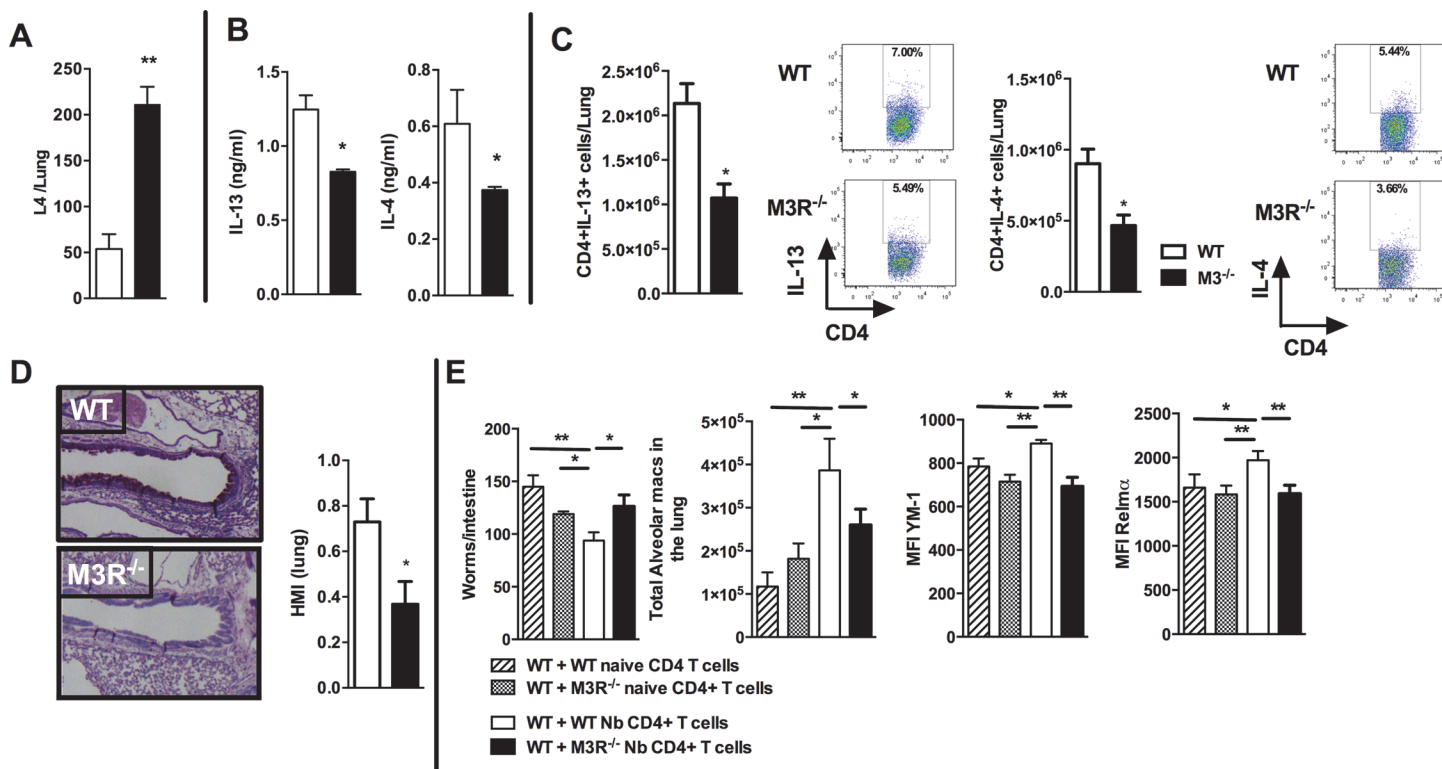 A
L4 /Lung
250
200
150
100
50
0
**
B
IL-13 (ng/ml)
1.5
1.2
0.9
0.6
0.3
0.0
*
IL-4 (ng/ml)
0.8
0.6
0.4
0.2
0.0
*
C
CD4+IL-13+ cells/Lung
2.5×10⁶
2.0×10⁶
1.5×10⁶
1.0×10⁶
5.0×10⁵
0.0
*
WT
7.00%
M3R⁻/⁻
5.49%
IL-13
CD4
CD4+IL-4+ cells/Lung
1.5×10⁶
1.0×10⁶
5.0×10⁵
0.0
*
WT
M3⁻/⁻
WT
5.44%
M3R⁻/⁻
3.66%
IL-4
CD4
D
WT
M3R⁻/⁻
HMI (lung)
1.0
0.8
0.6
0.4
0.2
0.0
*
E
Worms/intestine
200
150
100
50
0
**
*
*
Total Alveolar macs in
the lung
5×10⁵
4×10⁵
3×10⁵
2×10⁵
1×10⁵
0
**
*
*
MFI YM-1
1000
800
600
400
200
0
*
**
**
MFI Relmα
2500
2000
1500
1000
500
0
*
**
**
WT + WT naive CD4 T cells
WT + M3R⁻/⁻ naive CD4+ T cells
WT + WT Nb CD4+ T cells
WT + M3R⁻/⁻ Nb CD4+ T cells